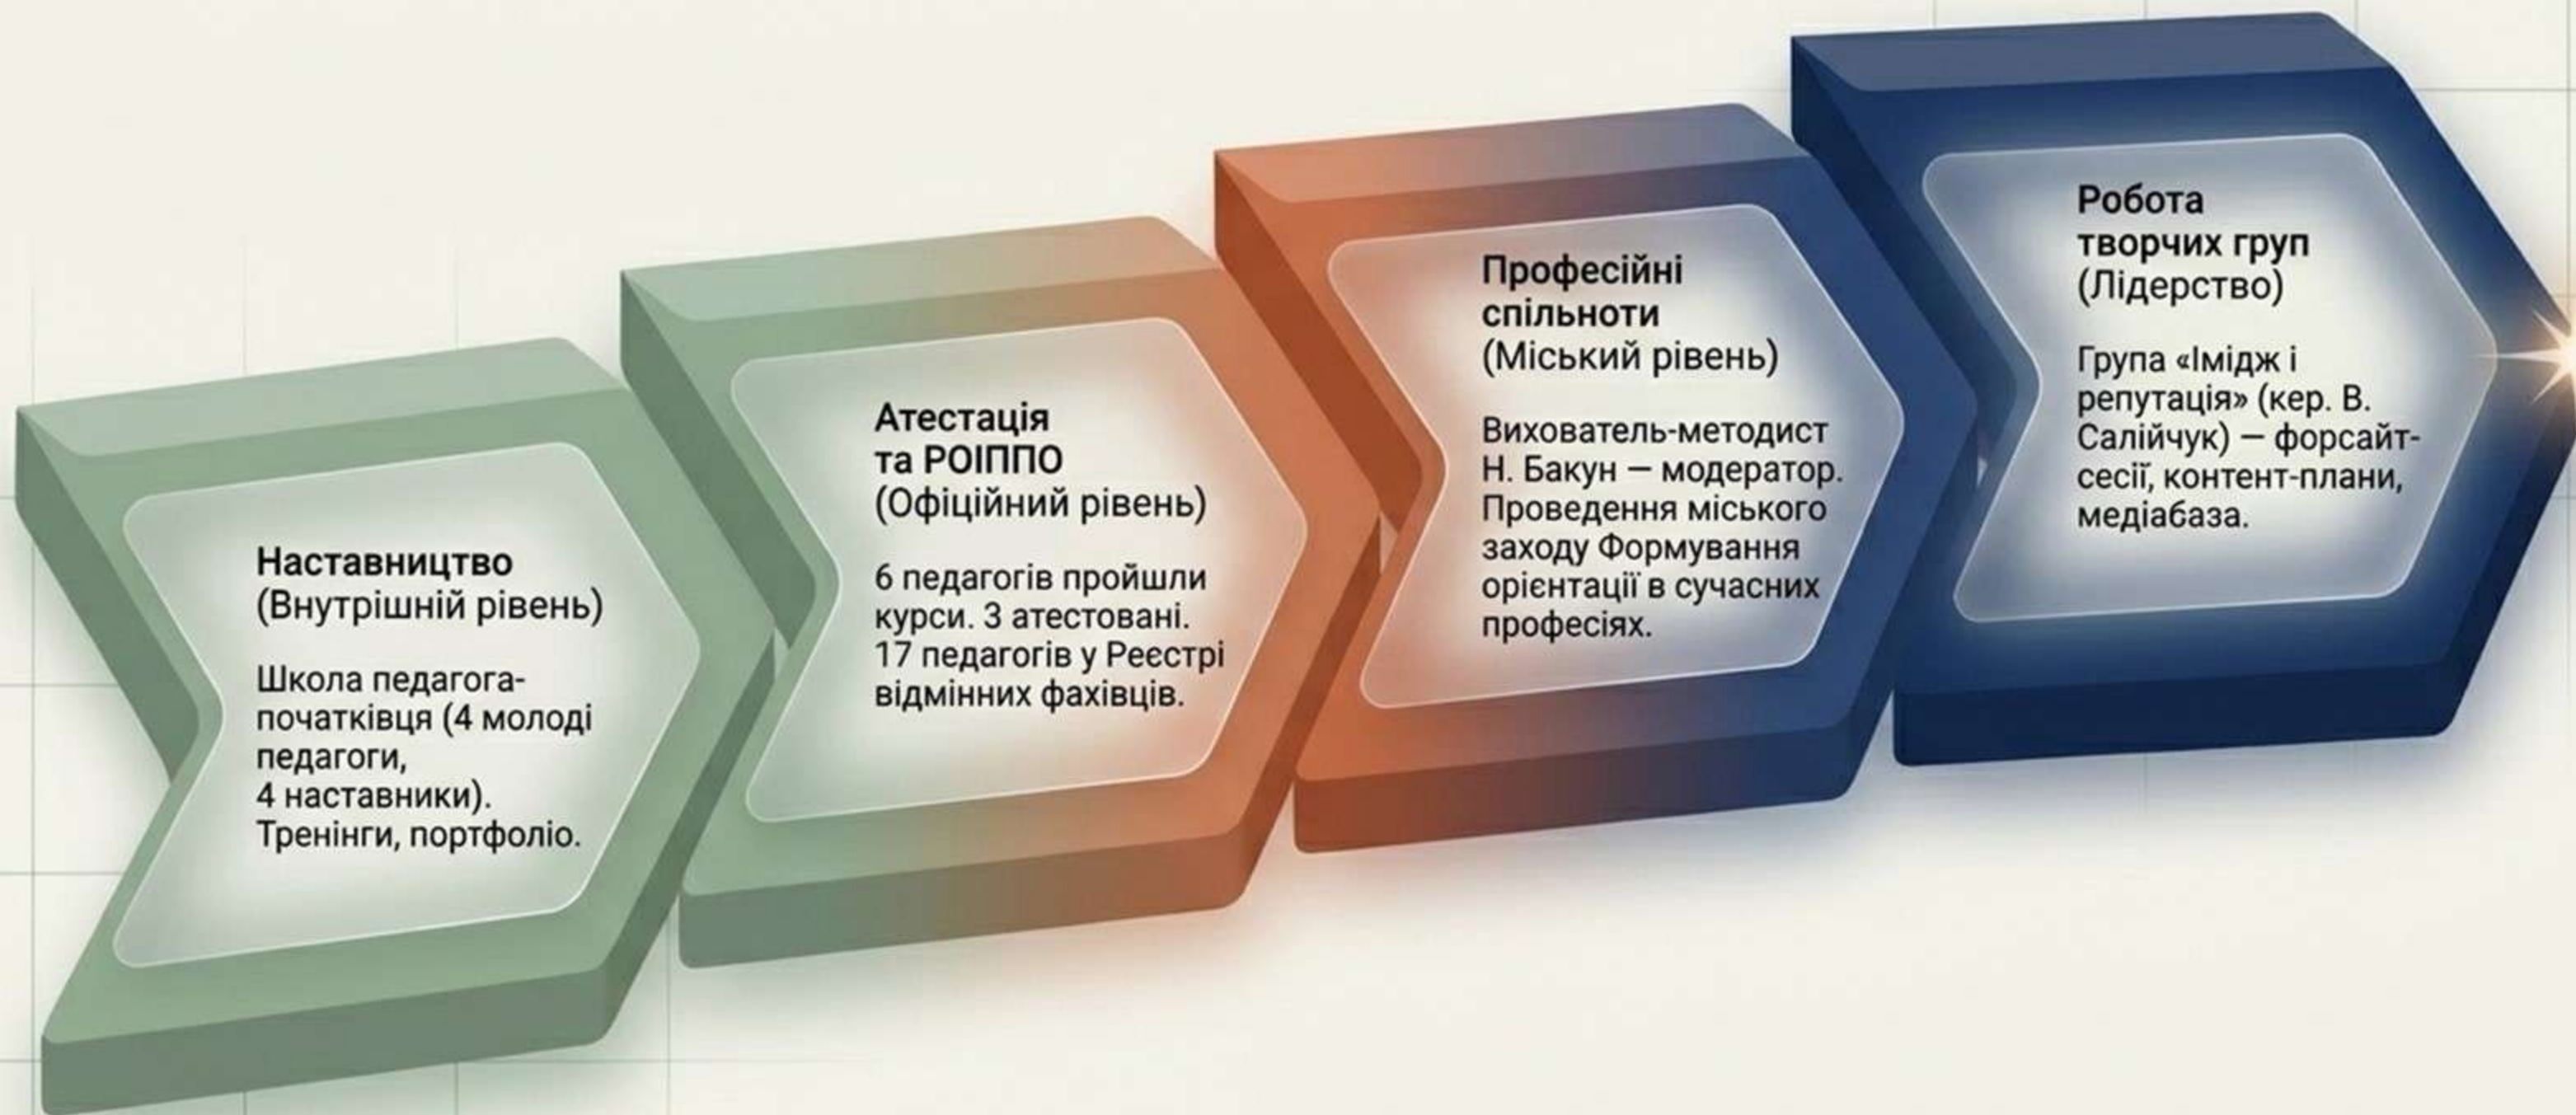 Наставництво
(Внутрішній рівень)
Школа педагога-
початківця (4 молоді
педагоги,
4 наставники).
Тренінги, портфоліо.
Атестація
та РОІППО
(Офіційний рівень)
6 педагогів пройшли
курси. 3 атестовані.
17 педагогів у Реєстрі
відмінних фахівців.
Професійні
спільноти
(Міський рівень)
Вихователь-методист
Н. Бакун — модератор.
Проведення міського
заходу Формування
орієнтації в сучасних
професіях.
Робота
творчих груп
(Лідерство)
Група «Імідж і
репутація» (кер. В.
Салійчук) — форсайт-
сесії, контент-плани,
медіабаза.